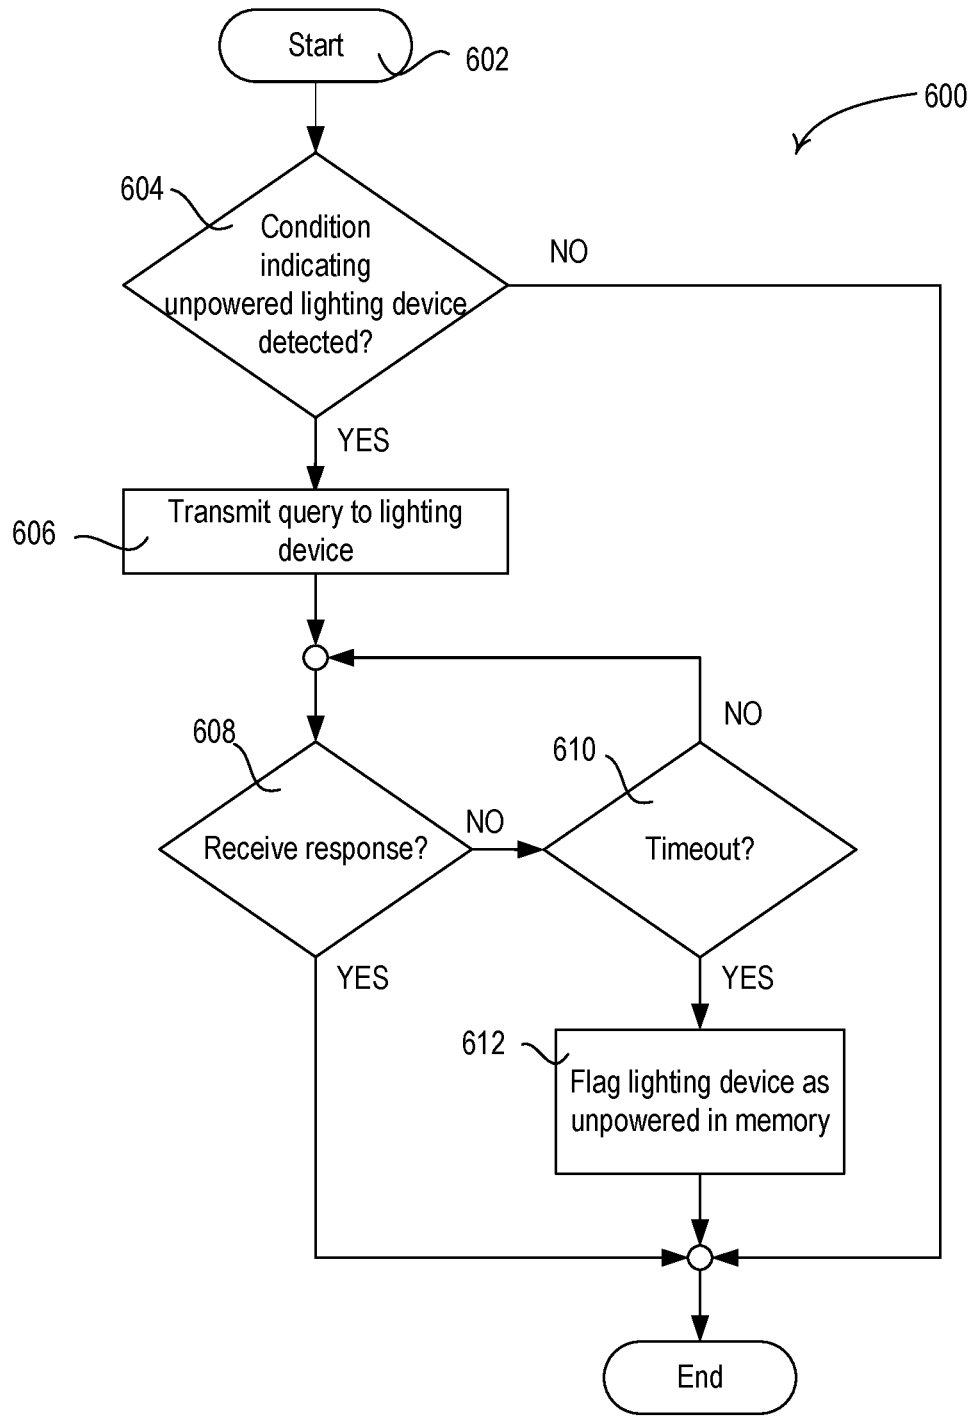 Start
602
600
604
Condition
indicating
unpowered lighting device
detected?
NO
YES
606
Transmit query to lighting
device
NO
608
610
Receive response?
NO
Timeout?
YES
YES
612
Flag lighting device as
unpowered in memory
End